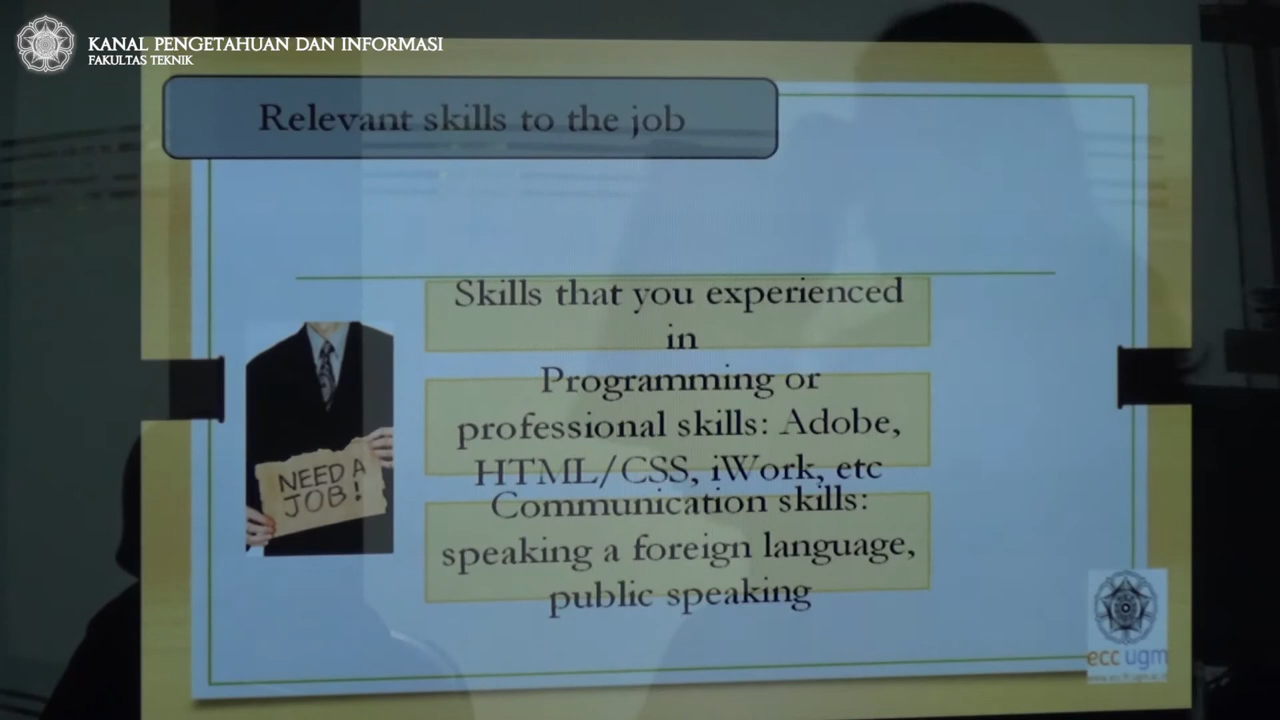 KANAL PENGETAHUAN DAN INFORMASI
FAKULTAS TEKNIK
Relevant skills to the job
Skills that you experienced
in
Programming or
professional skills: Adobe,
HTML/CSS, iWork, etc
Communication skills:
speaking a foreign language,
public speaking
NEED A
JOB!
ecc ugm